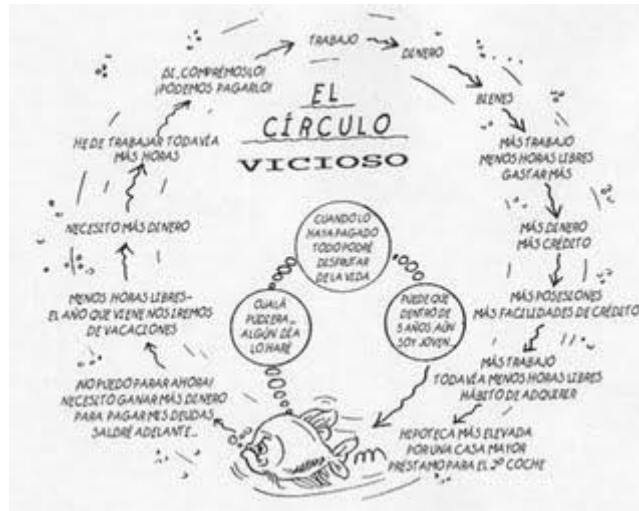 EL
CÍRCULO
VICIOSO
TRABAJO
DINERO
BIENES
MÁS TRABAJO
MENOS HORAS LIBRES
GASTAR MÁS
MÁS DINERO
MÁS CRÉDITO
MÁS POSESIONES
MÁS FACILIDADES DE CRÉDITO
MÁS TRABAJO
TODAVÍA MENOS HORAS LIBRES
HÁBITO DE ADQUIRER
HIPOTECA MÁS ELEVADA
POR UNA CASA MAYOR
PRÉSTAMO PARA EL 2º COCHE
¡NO PUEDO PARAR AHORA!
NECESITO GANAR MÁS DINERO
PARA PAGAR MIS DEUDAS
SALDRÉ ADELANTE...
MENOS HORAS LIBRES-
EL AÑO QUE VIENE NOS IREMOS
DE VACACIONES
NECESITO MÁS DINERO
HE DE TRABAJAR TODAVÍA
MÁS HORAS
¡SI, COMPRÉMOSLO!
¡PODEMOS PAGARLO!
OJALÁ
PUDIERA...
ALGÚN DÍA
LO HARÉ
CUANDO LO
HAYA PAGADO
TODO PODRÉ
DISFRUTAR
DE LA VIDA
PUEDE QUE
DENTRO DE
5 AÑOS AÚN
SOY JOVEN...